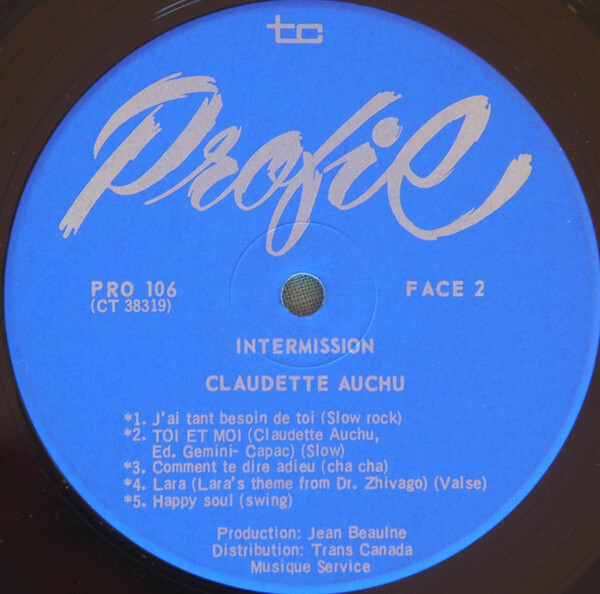 tc
Profil
PRO 106
(CT 38319)
FACE 2
INTERMISSION
CLAUDETTE AUCHU
*1. J'ai tant besoin de toi (Slow rock)
*2. TOI ET MOI (Claudette Auchu,
Ed. Gemini- Capac) (Slow)
*3. Comment te dire adieu (cha cha)
*4. Lara (Lara's theme from Dr. Zhivago) (Valse)
*5. Happy soul (swing)
Production: Jean Beaulne
Distribution: Trans Canada
Musique Service